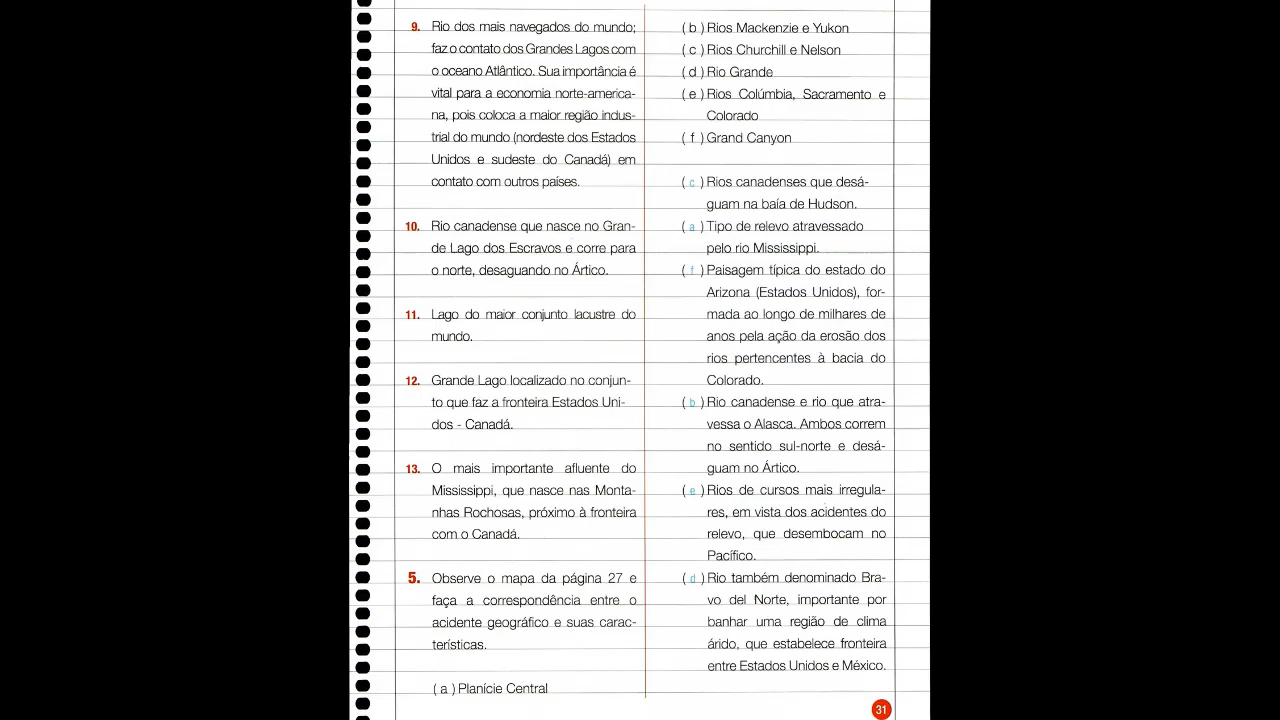 9. Rio dos mais navegados do mundo;
faz o contato dos Grandes Lagos com
o oceano Atlântico. Sua importância é
vital para a economia norte-america-
na, pois coloca a maior região indus-
trial do mundo (nordeste dos Estados
Unidos e sudeste do Canadá) em
contato com outros países.
10. Rio canadense que nasce no Gran-
de Lago dos Escravos e corre para
o norte, desaguando no Ártico.
11. Lago do maior conjunto lacustre do
mundo.
12. Grande Lago localizado no conjun-
to que faz a fronteira Estados Uni-
dos - Canadá.
13. O mais importante afluente do
Mississippi, que nasce nas Monta-
nhas Rochosas, próximo à fronteira
com o Canadá.
5. Observe o mapa da página 27 e
faça a correspondência entre o
acidente geográfico e suas carac-
terísticas.
( a ) Planície Central
( b ) Rios Mackenzie e Yukon
( c ) Rios Churchill e Nelson
( d ) Rio Grande
( e ) Rios Colúmbia, Sacramento e
Colorado
( f ) Grand Canyon
( c ) Rios canadenses que desá-
guam na baía de Hudson.
( a ) Tipo de relevo atravessado
pelo rio Mississippi.
( f ) Paisagem típica do estado do
Arizona (Estados Unidos), for-
mada ao longo de milhares de
anos pela ação da erosão dos
rios pertencentes à bacia do
Colorado.
( b ) Rio canadense e rio que atra-
vessa o Alasca. Ambos correm
no sentido sul-norte e desá-
guam no Ártico.
( e ) Rios de cursos mais irregula-
res, em vista dos acidentes do
relevo, que desembocam no
Pacífico.
( d ) Rio também denominado Bra-
vo del Norte, importante por
banhar uma região de clima
árido, que estabelece fronteira
entre Estados Unidos e México.
31